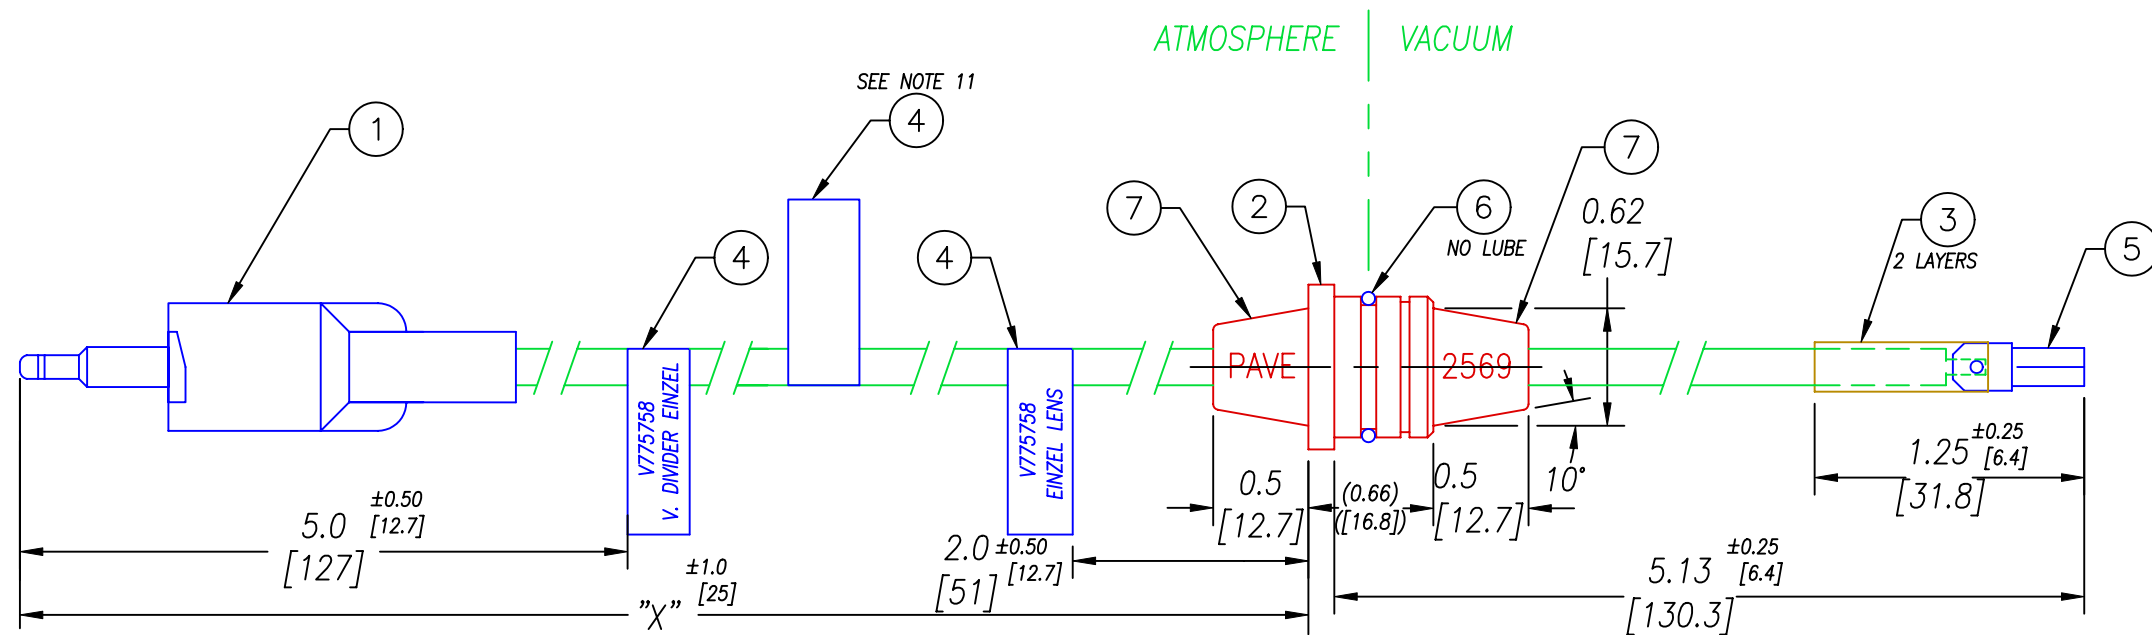 ATMOSPHERE VACUUM
SEE NOTE 11
1
4
7
2
6
NO LUBE
7
3
2 LAYERS
5
4
4
0.62
[15.7]
PAVE
2569
V775758
V. DIVIDER EINZEL
V775758
EINZEL LENS
10°
1.25 ±0.25
[31.8] [6.4]
5.0 ±0.50
[127] [12.7]
0.5
[12.7]
(0.66)
([16.8])
0.5
[12.7]
2.0 ±0.50
[51] [12.7]
5.13 ±0.25
[130.3] [6.4]
"X" ±1.0
[25]